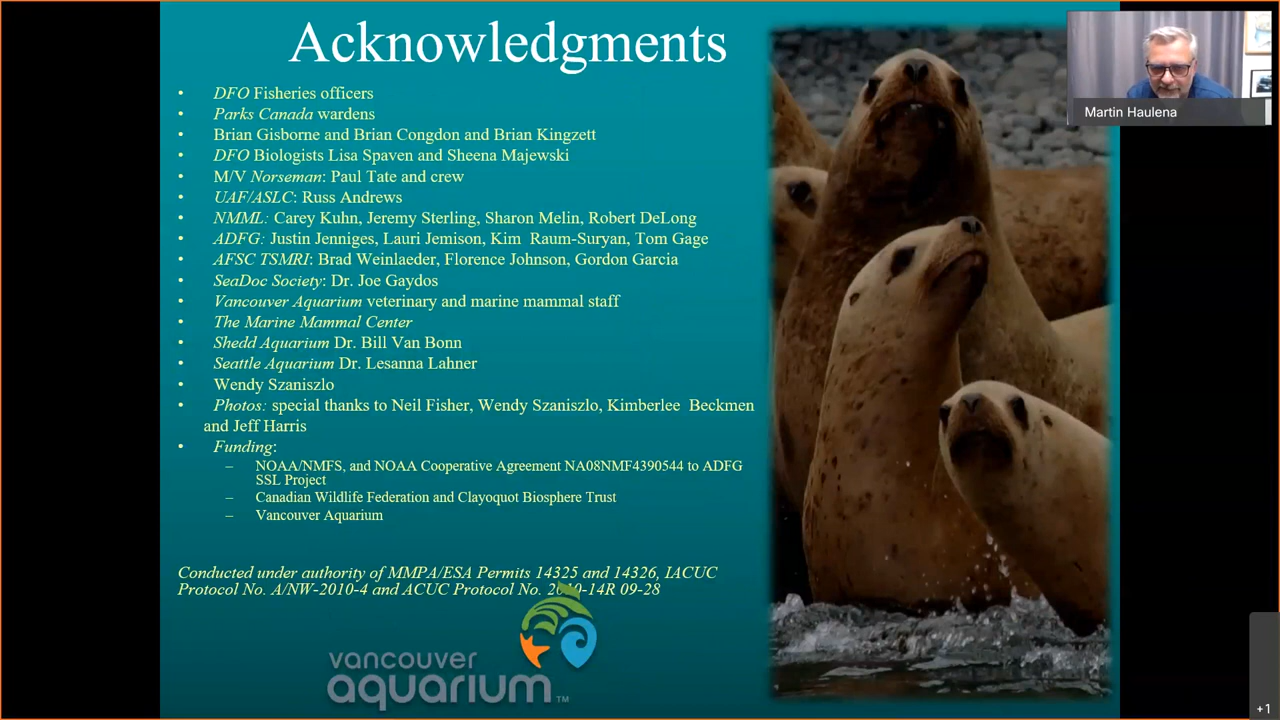 Acknowledgments
• DFO Fisheries officers
• Parks Canada wardens
• Brian Gisborne and Brian Congdon and Brian Kingzett
• DFO Biologists Lisa Spaven and Sheena Majewski
• M/V Norseman: Paul Tate and crew
• UAF/ASLC: Russ Andrews
• NMML: Carey Kuhn, Jeremy Sterling, Sharon Melin, Robert DeLong
• ADFG: Justin Jenniges, Lauri Jemison, Kim Raum-Suryan, Tom Gage
• AFSC TSMRI: Brad Weinlaeder, Florence Johnson, Gordon Garcia
• SeaDoc Society: Dr. Joe Gaydos
• Vancouver Aquarium veterinary and marine mammal staff
• The Marine Mammal Center
• Shedd Aquarium Dr. Bill Van Bonn
• Seattle Aquarium Dr. Lesanna Lahner
• Wendy Szaniszlo
• Photos: special thanks to Neil Fisher, Wendy Szaniszlo, Kimberlee Beckmen
and Jeff Harris
• Funding:
– NOAA/NMFS, and NOAA Cooperative Agreement NA08NMF4390544 to ADFG
SSL Project
– Canadian Wildlife Federation and Clayoquot Biosphere Trust
– Vancouver Aquarium
Conducted under authority of MMPA/ESA Permits 14325 and 14326, IACUC
Protocol No. A/NW-2010-4 and ACUC Protocol No. 2010-14R 09-28
vancouver
aquarium™
Martin Haulena
+1